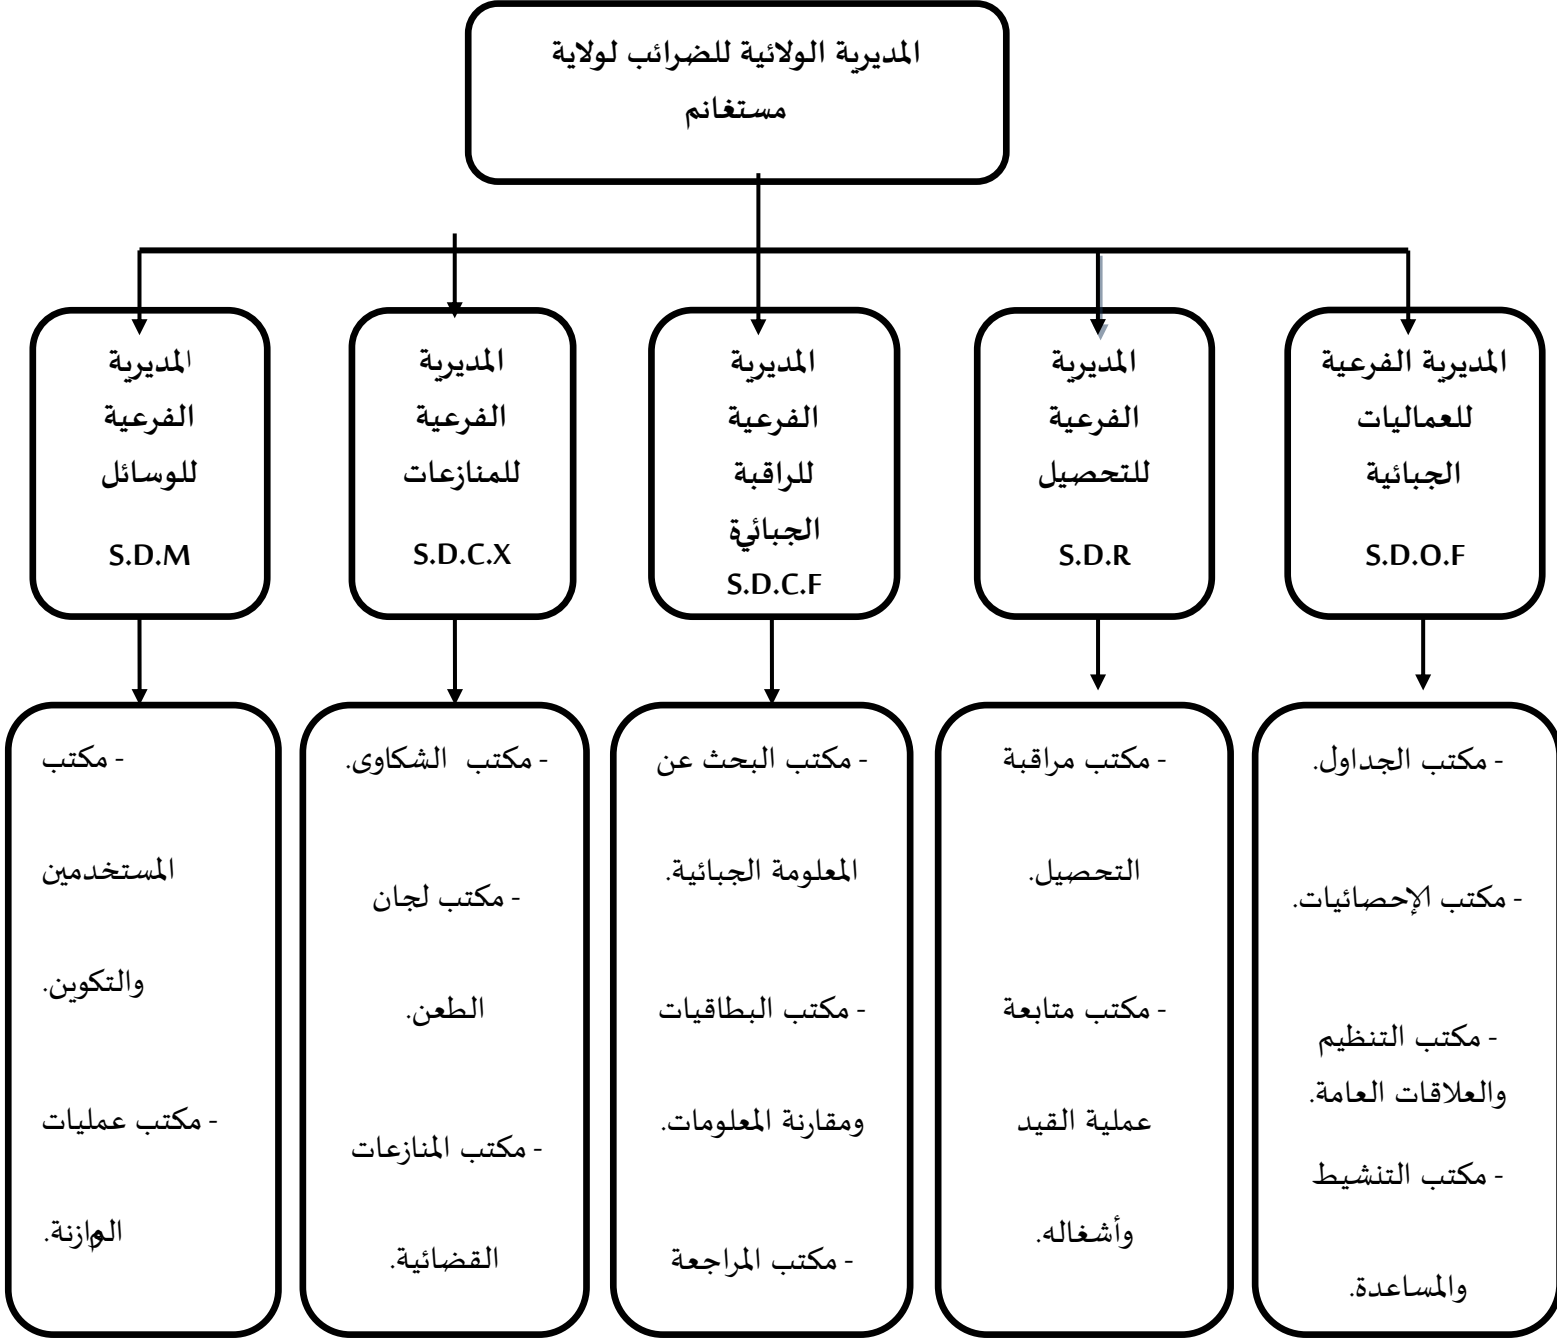 المديرية الولائية للضرائب لولاية
مستغانم
المديرية الفرعية
للعماليات
الجبائية
S.D.O.F
المديرية
الفرعية
للتحصيل
S.D.R
المديرية
الفرعية
للراقبة
الجبائية
S.D.C.F
المديرية
الفرعية
للمنازعات
S.D.C.X
المديرية
الفرعية
للوسائل
S.D.M
- مكتب الجداول.
- مكتب الإحصائيات.
- مكتب التنظيم
والعلاقات العامة.
- مكتب التنشيط
والمساعدة.
- مكتب مراقبة
التحصيل.
- مكتب متابعة
عملية القيد
وأشغاله.
- مكتب البحث عن
المعلومة الجبائية.
- مكتب البطاقيات
ومقارنة المعلومات.
- مكتب المراجعة
- مكتب الشكاوى.
- مكتب لجان
الطعن.
- مكتب المنازعات
القضائية.
- مكتب
المستخدمين
والتكوين.
- مكتب عمليات